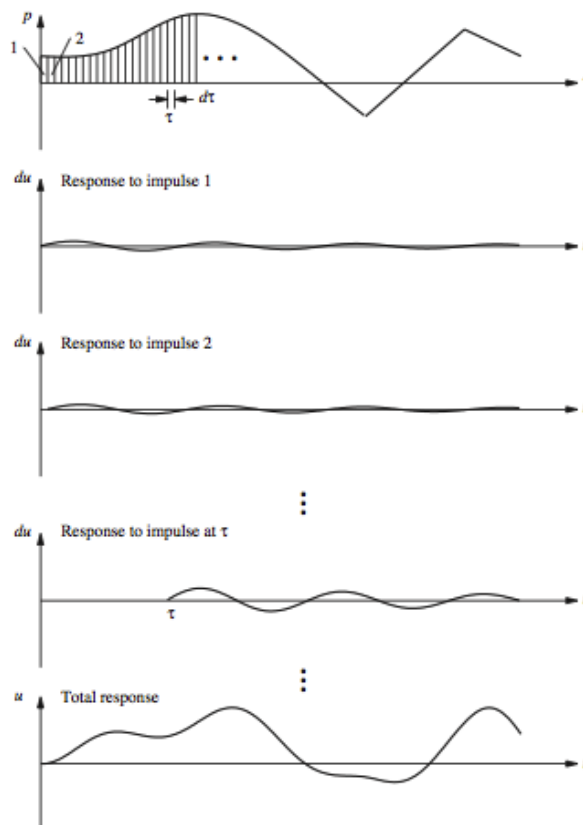 p
1 2
dτ
τ
du Response to impulse 1
du Response to impulse 2
du Response to impulse at τ
τ
u Total response